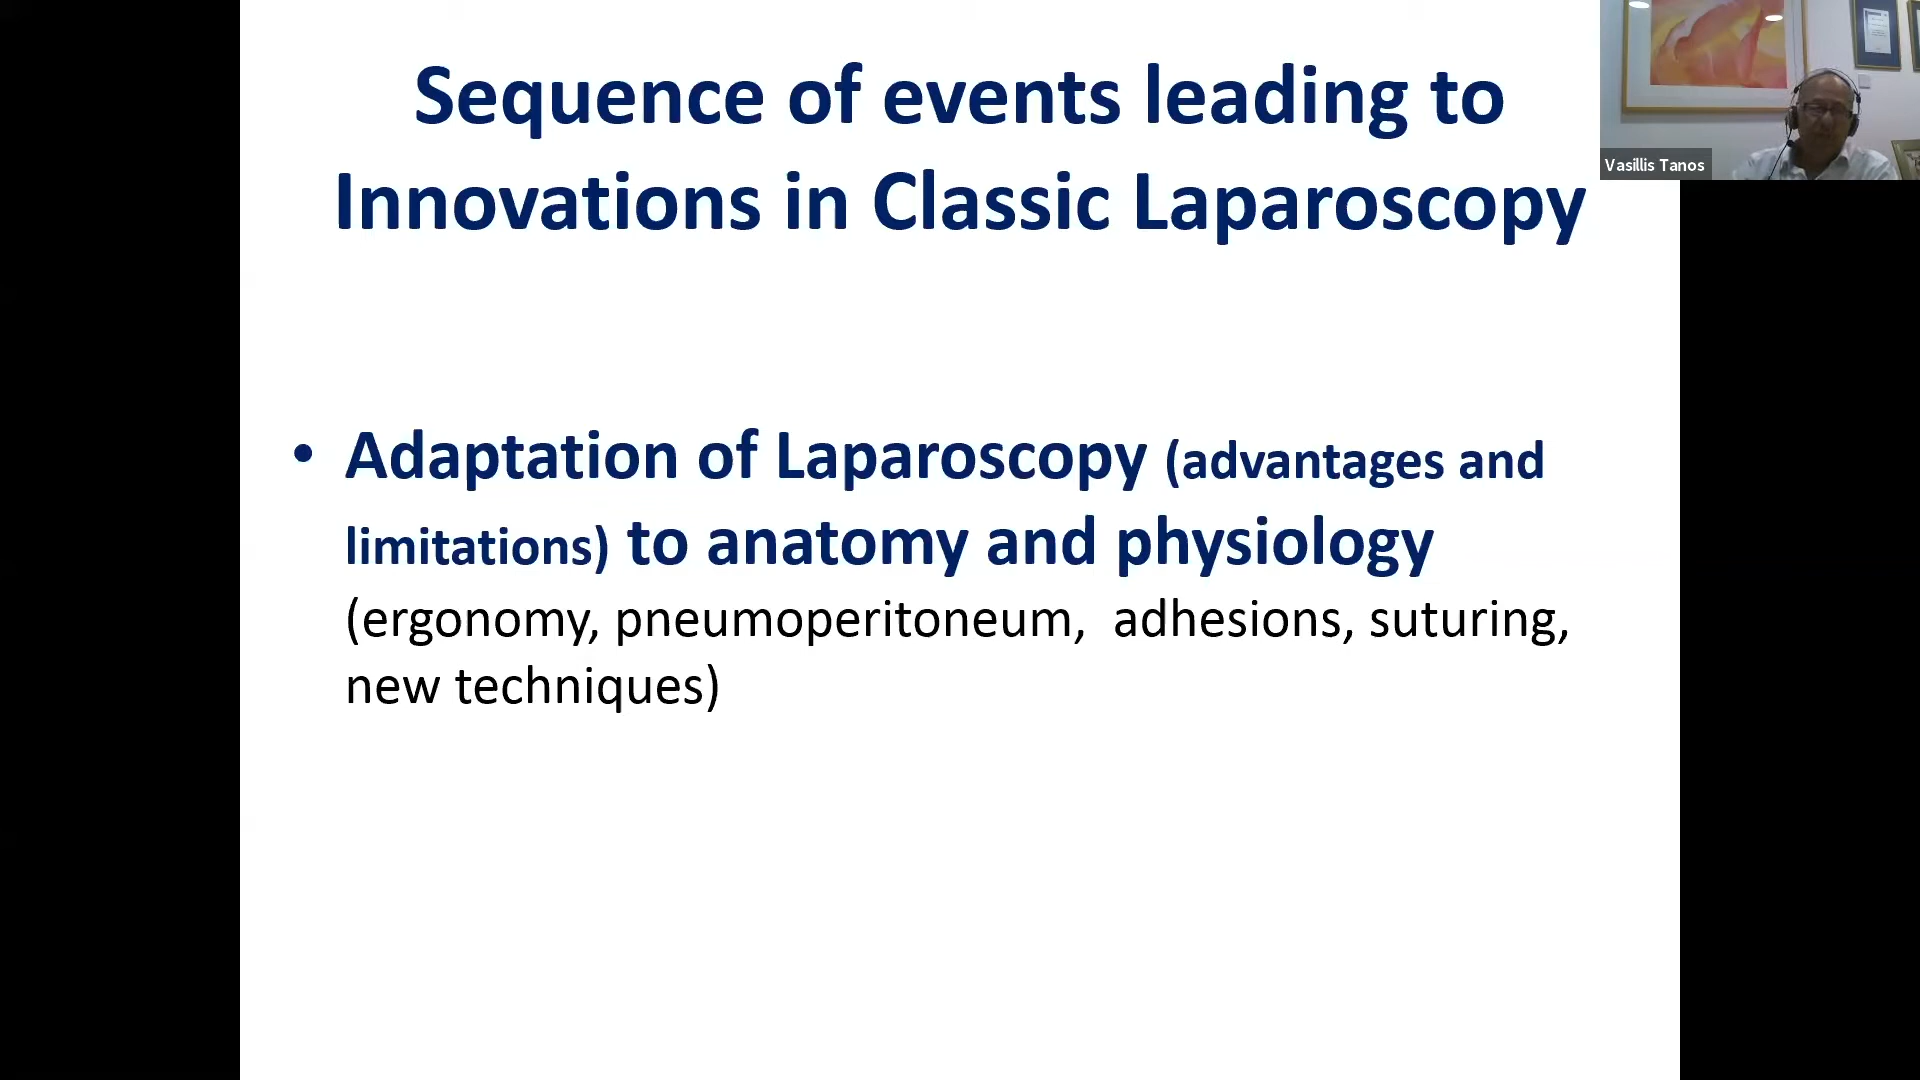 Sequence of events leading to
Innovations in Classic Laparoscopy
Vasillis Tanos
• Adaptation of Laparoscopy (advantages and
limitations) to anatomy and physiology
(ergonomy, pneumoperitoneum,  adhesions, suturing,
new techniques)